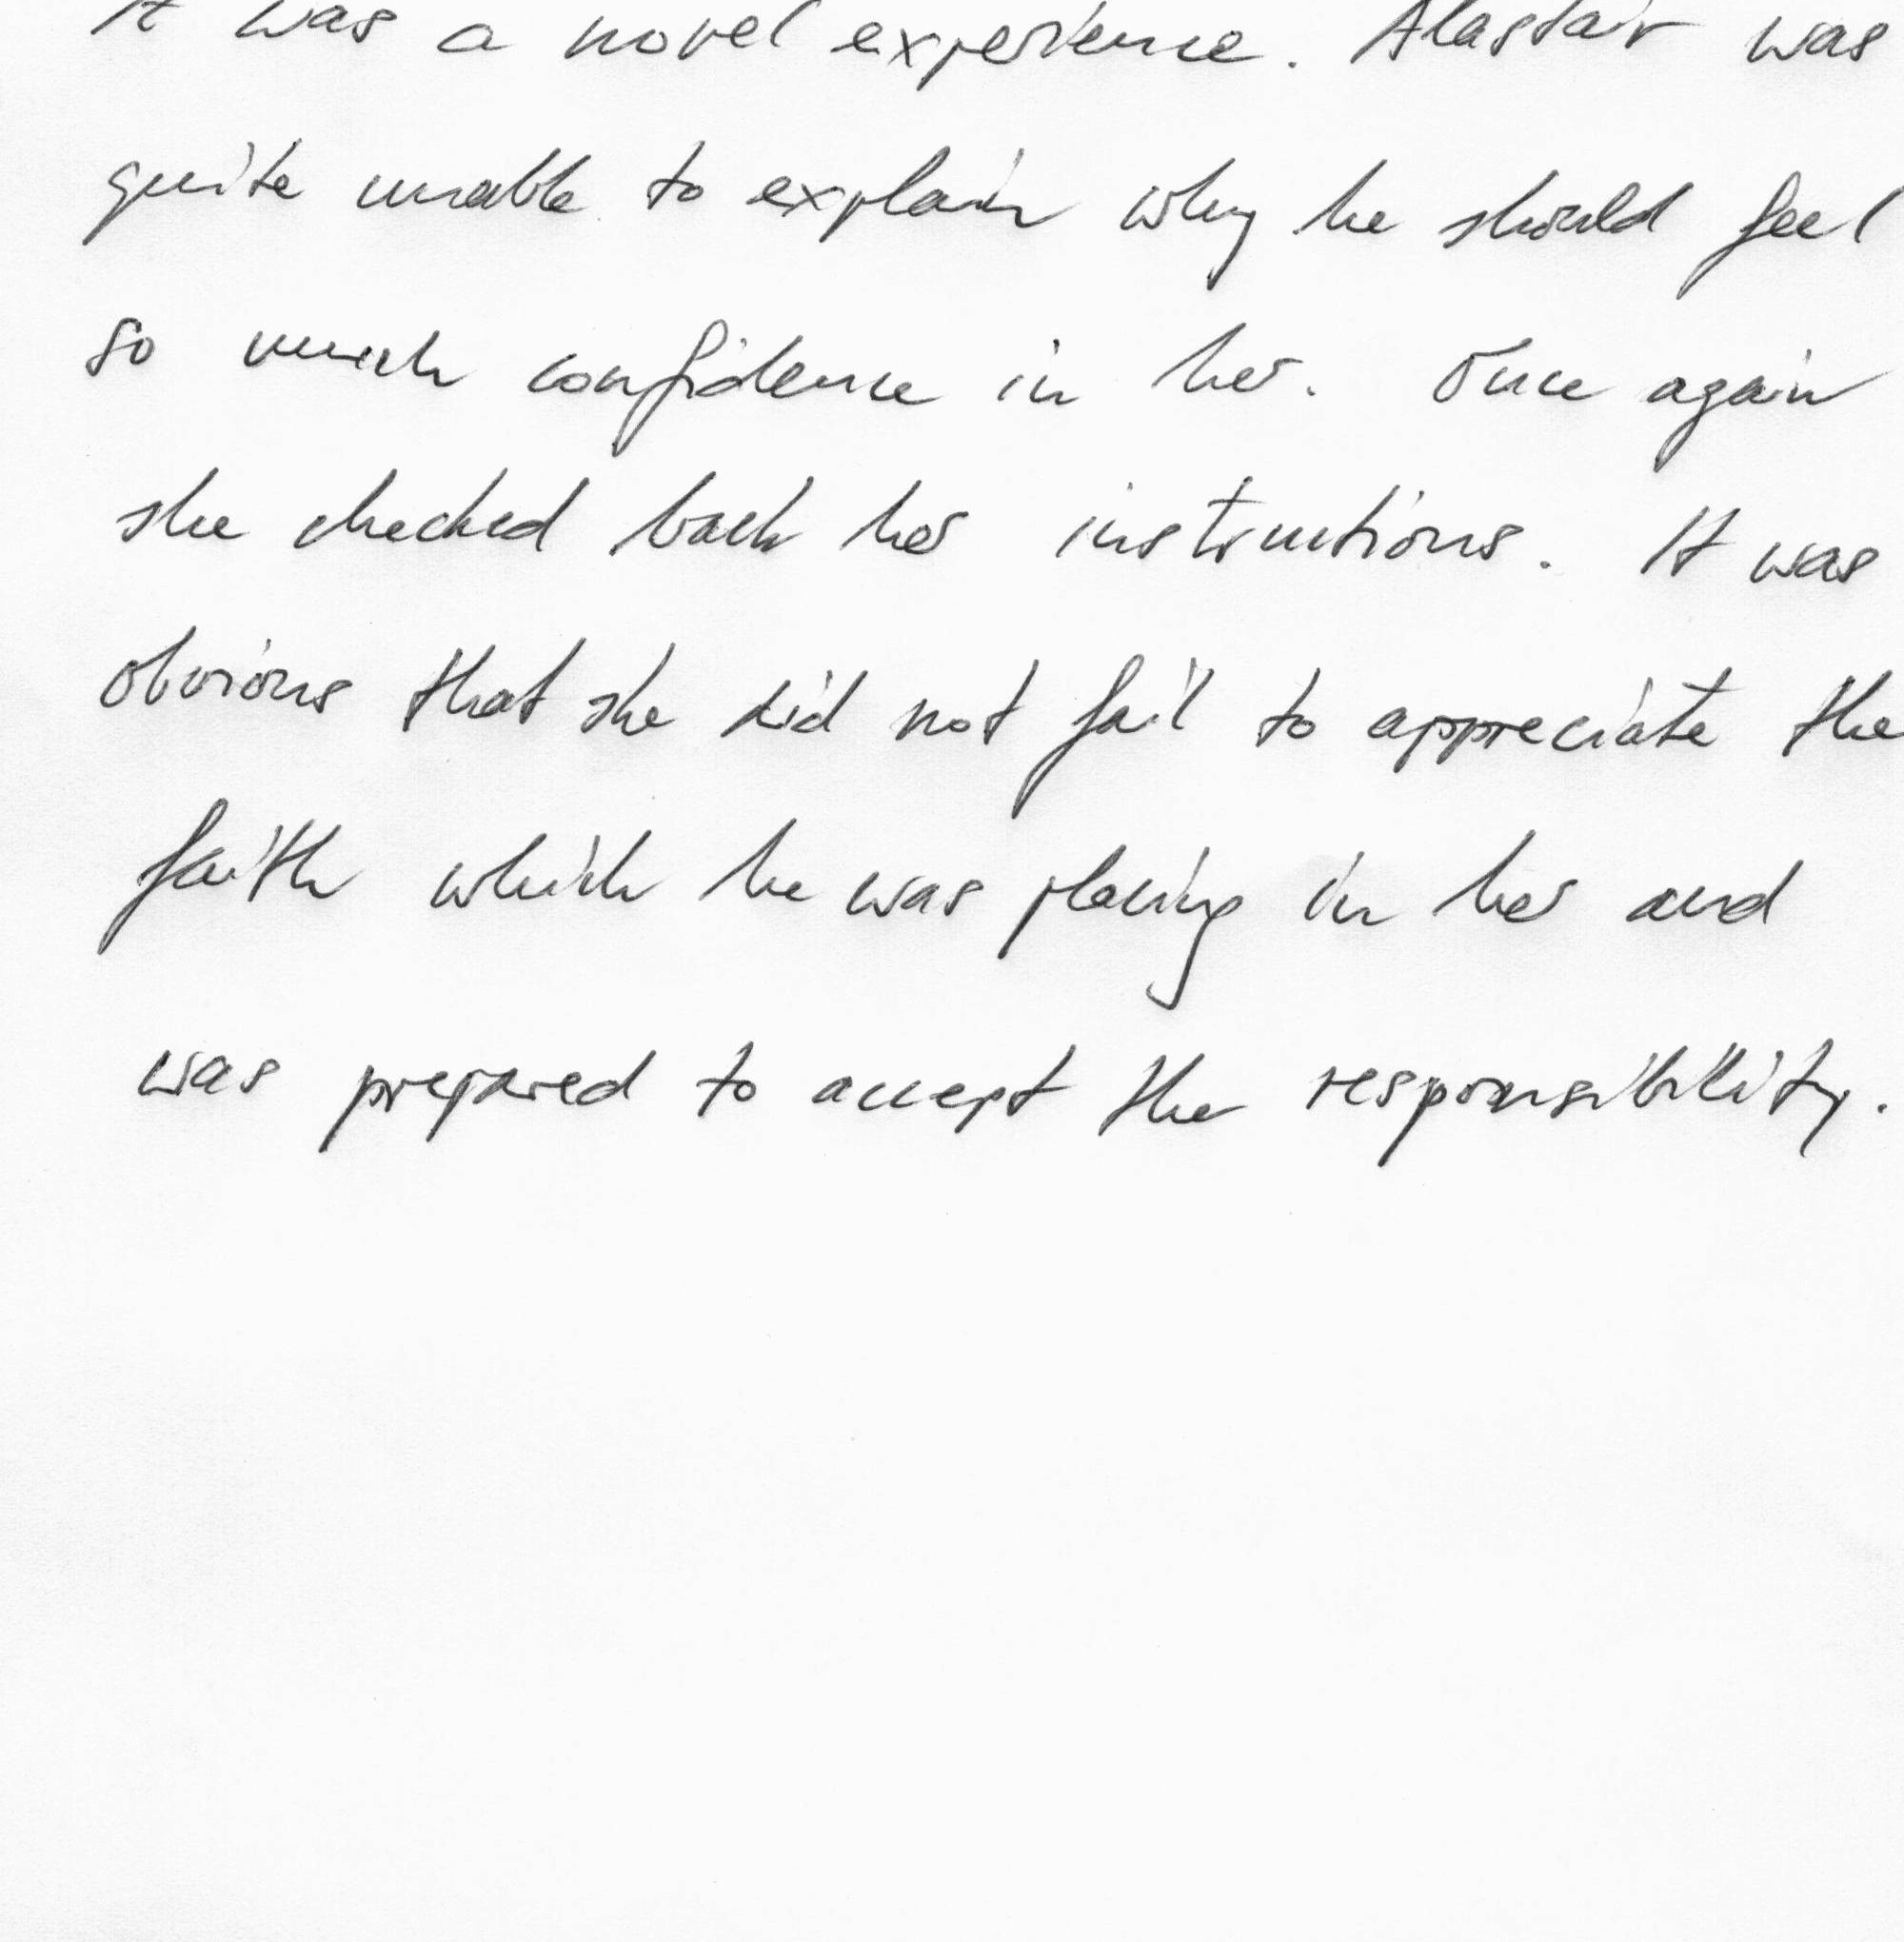 It was a novel experience. Alastair was
quite unable to explain why he should feel
so much confidence in her. Once again
she checked back her instructions. It was
obvious that she did not fail to appreciate the
faith which he was placing in her and
was prepared to accept the responsibility.